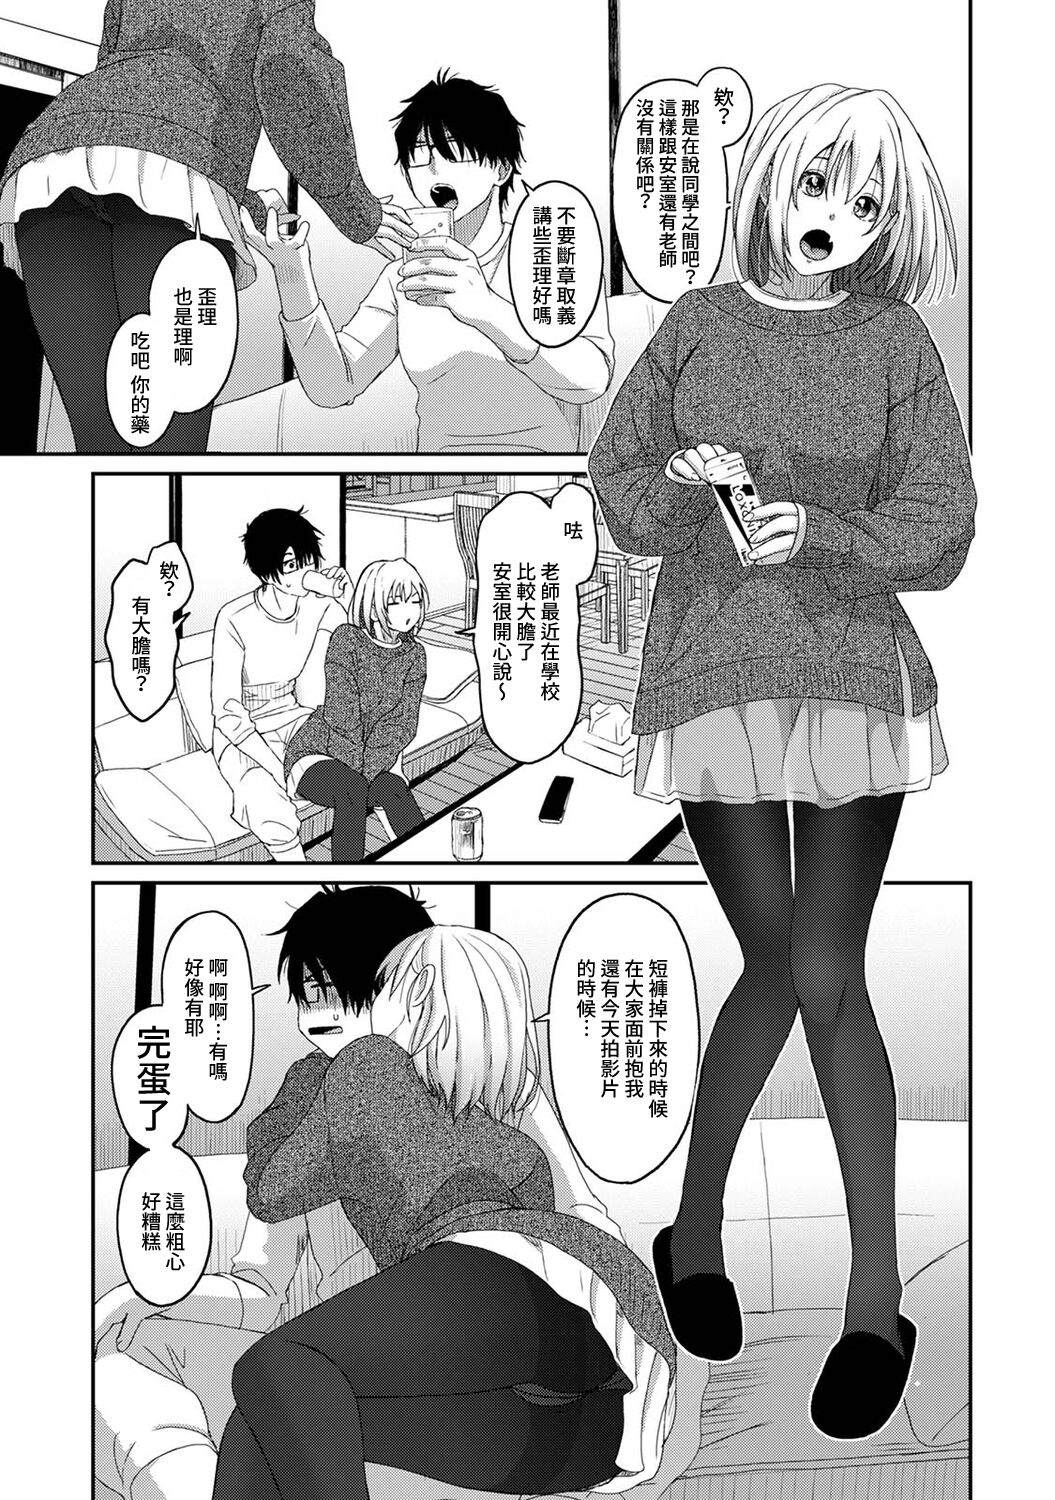 欸？
那是在說同學之間吧？
這樣跟安室還有老師
沒有關係吧？
不要斷章取義
講些歪理好嗎
歪理
也是理啊
吃吧 你的藥
呿
老師最近在學校
比較大膽了
安室很開心說～
欸？
有大膽嗎？
短褲掉下來的時候
在大家面前抱我
還有今天拍影片
的時候…
啊 啊啊…有嗎
好像有耶
完蛋了
這麼粗心
好糟糕